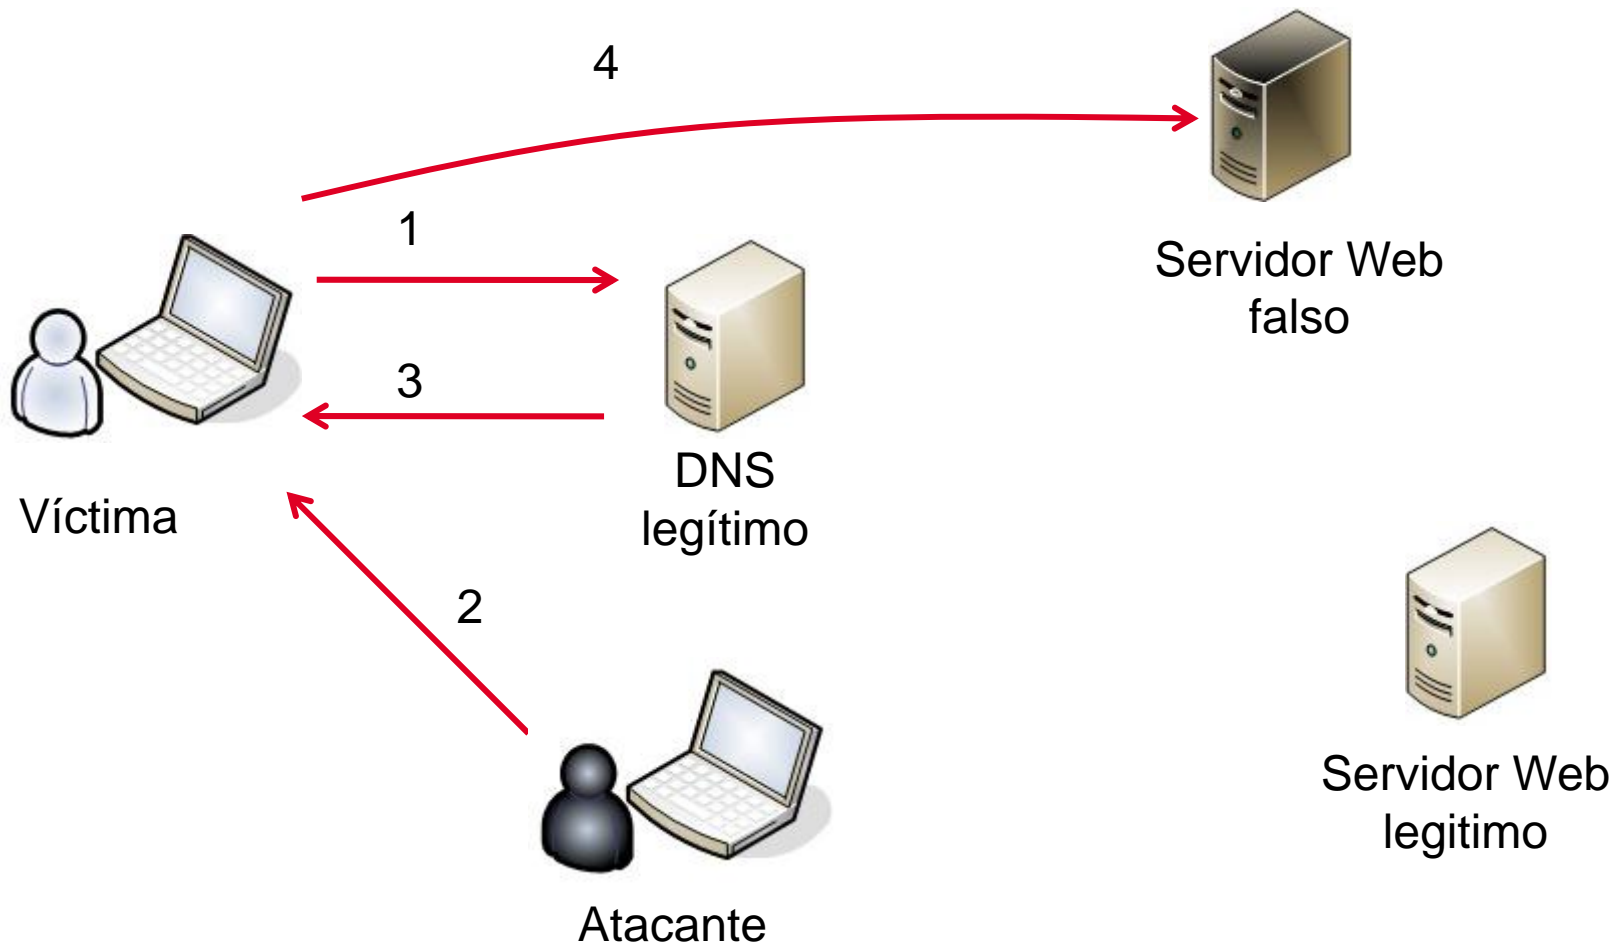 4
1
Servidor Web
falso
3
DNS
legítimo
Víctima
2
Servidor Web
legitimo
Atacante